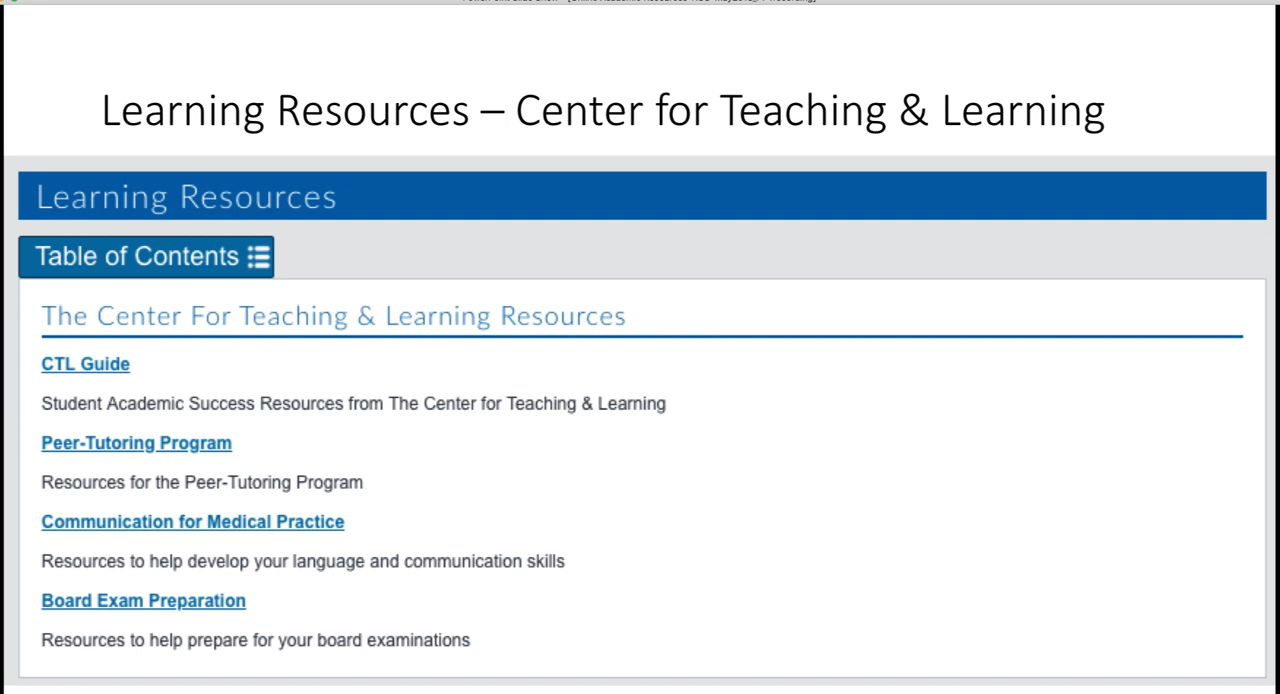 Learning Resources – Center for Teaching & Learning
Learning Resources
Table of Contents
The Center For Teaching & Learning Resources
CTL Guide
Student Academic Success Resources from The Center for Teaching & Learning
Peer-Tutoring Program
Resources for the Peer-Tutoring Program
Communication for Medical Practice
Resources to help develop your language and communication skills
Board Exam Preparation
Resources to help prepare for your board examinations